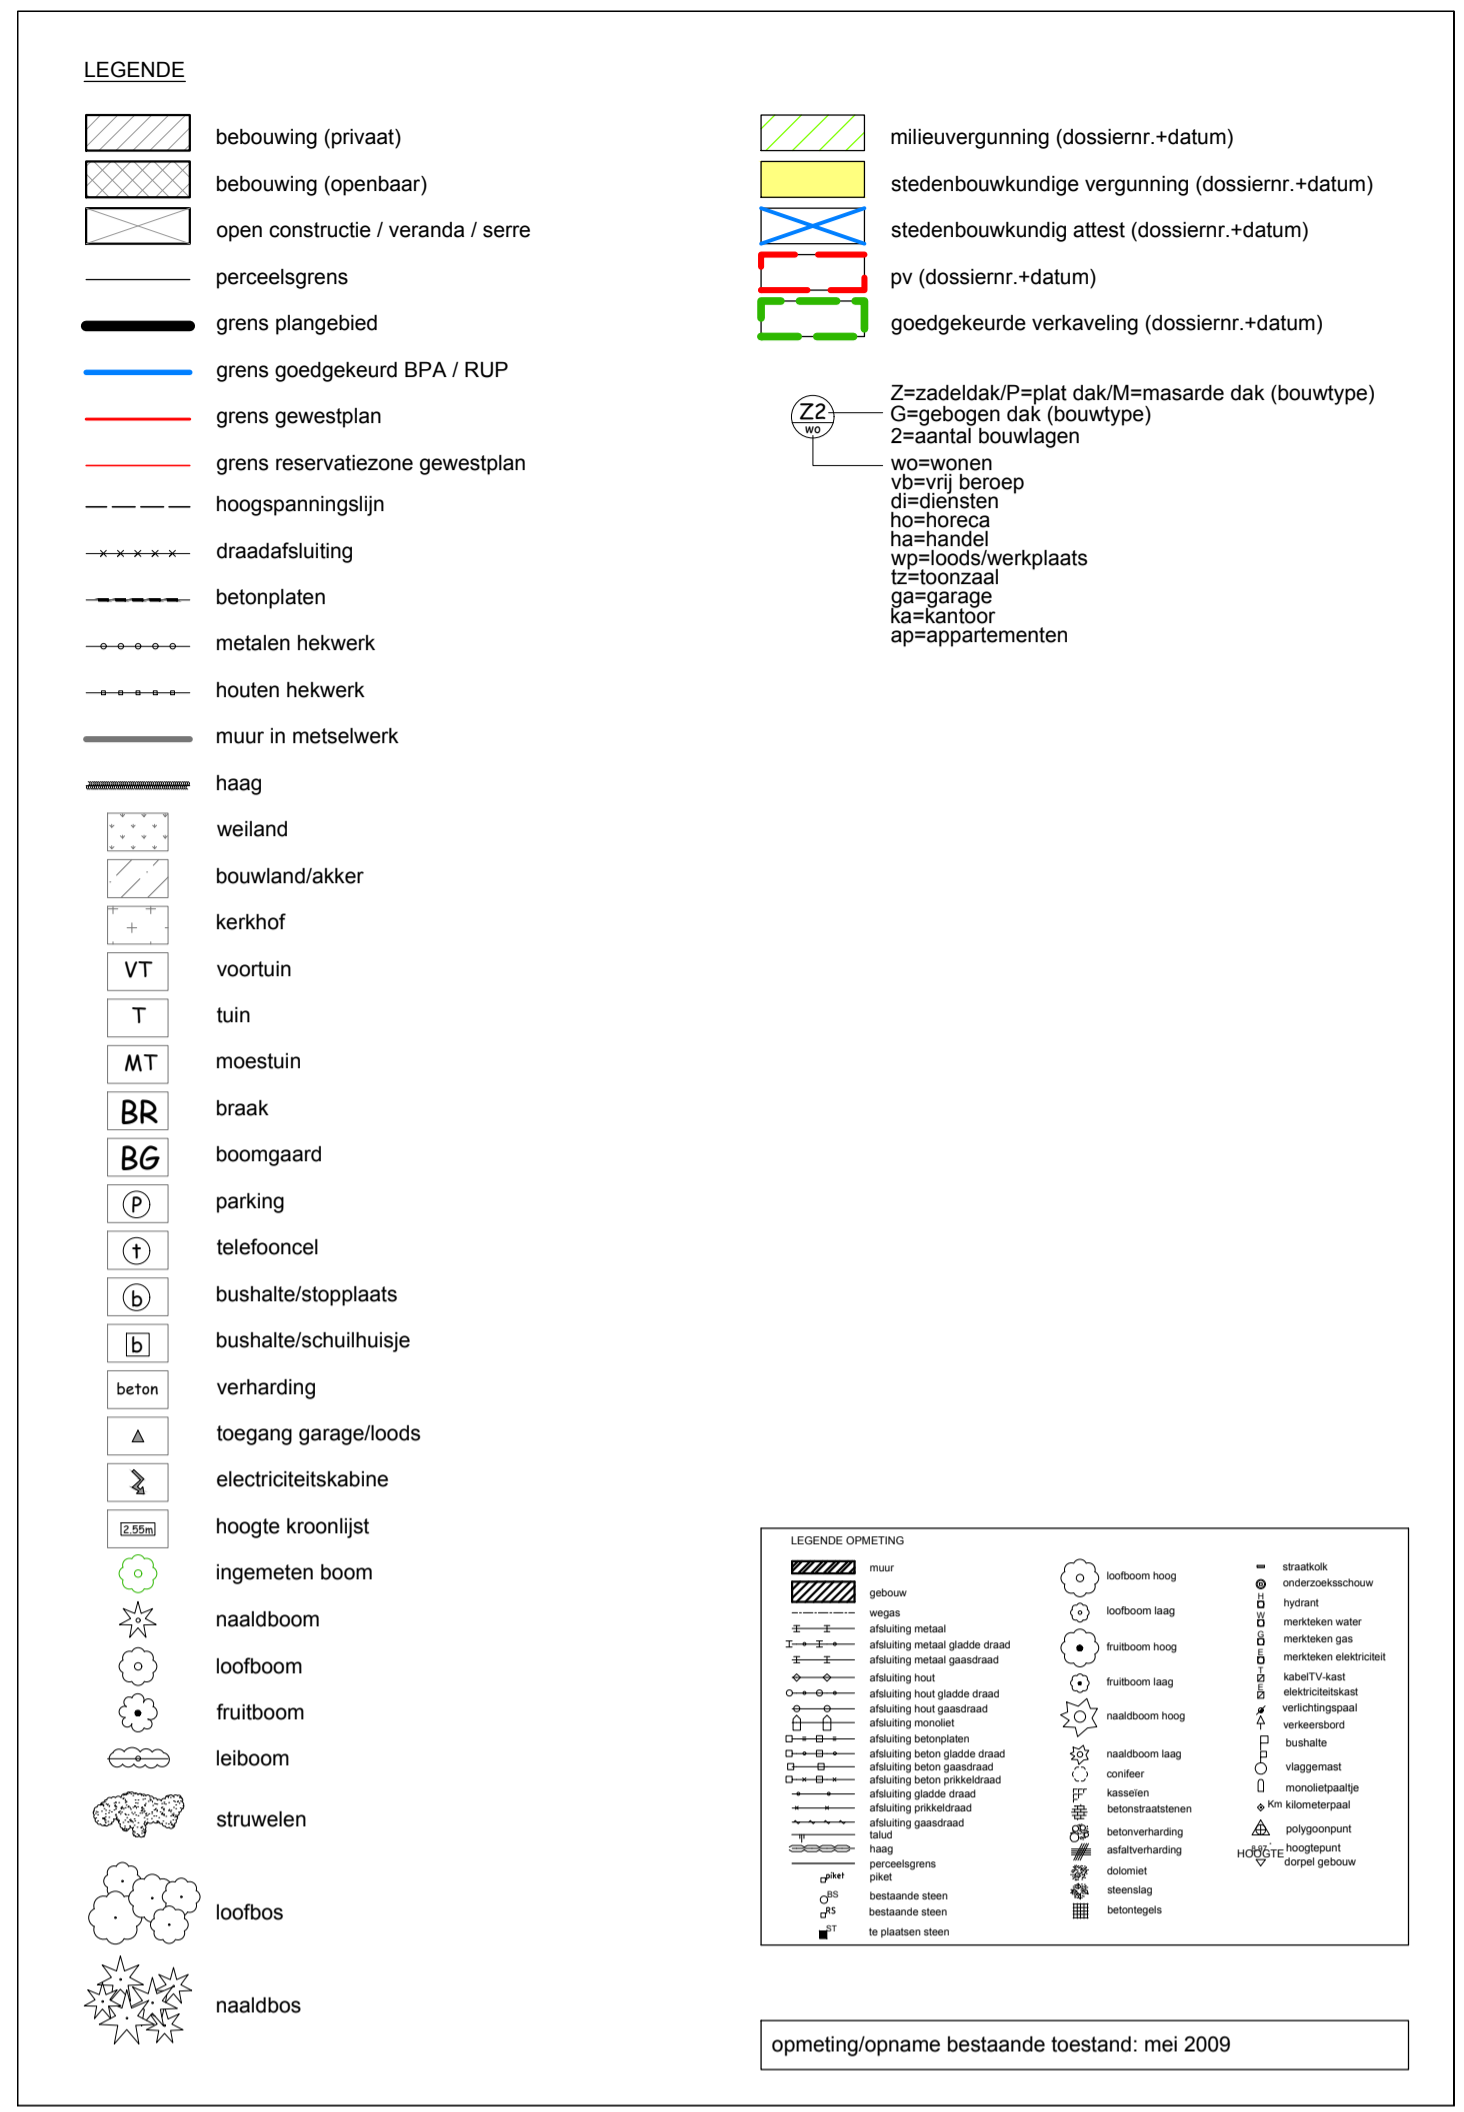 LEGENDE
bebouwing (privaat)
bebouwing (openbaar)
open constructie / veranda / serre
perceelsgrens
grens plangebied
grens goedgekeurd BPA / RUP
grens gewestplan
grens reservatiezone gewestplan
hoogspanningslijn
draadafsluiting
betonplaten
metalen hekwerk
houten hekwerk
muur in metselwerk
haag
weiland
bouwland/akker
kerkhof
VT voortuin
T tuin
MT moestuin
BR braak
BG boomgaard
P parking
t telefooncel
b bushalte/stopplaats
b bushalte/schuilhuisje
beton verharding
toegang garage/loods
electriciteitskabine
2.55m hoogte kroonlijst
ingemeten boom
naaldboom
loofboom
fruitboom
leiboom
struwelen
loofbos
naaldbos
milieuvergunning (dossiernr.+datum)
stedenbouwkundige vergunning (dossiernr.+datum)
stedenbouwkundig attest (dossiernr.+datum)
pv (dossiernr.+datum)
goedgekeurde verkaveling (dossiernr.+datum)
Z2
wo
Z=zadeldak/P=plat dak/M=masarde dak (bouwtype)
G=gebogen dak (bouwtype)
2=aantal bouwlagen
wo=wonen
vb=vrij beroep
di=diensten
ho=horeca
ha=handel
wp=loods/werkplaats
tz=toonzaal
ga=garage
ka=kantoor
ap=appartementen
LEGENDE OPMETING
muur
gebouw
wegas
afsluiting metaal
afsluiting metaal gladde draad
afsluiting metaal gaasdraad
afsluiting hout
afsluiting hout gladde draad
afsluiting hout gaasdraad
afsluiting monoliet
afsluiting betonplaten
afsluiting beton gladde draad
afsluiting beton gaasdraad
afsluiting beton prikkeldraad
afsluiting gladde draad
afsluiting prikkeldraad
afsluiting gaasdraad
talud
haag
perceelsgrens
piket piket
BS bestaande steen
RS bestaande steen
ST te plaatsen steen
loofboom hoog
loofboom laag
fruitboom hoog
fruitboom laag
naaldboom hoog
naaldboom laag
conifeer
kasseïen
betonstraatstenen
betonverharding
asfaltverharding
dolomiet
steenslag
betontegels
straatkolk
onderzoeksschouw
H hydrant
W merkteken water
G merkteken gas
E merkteken elektriciteit
T kabelTV-kast
E elektriciteitskast
verlichtingspaal
verkeersbord
bushalte
vlaggemast
monolietpaaltje
Km kilometerpaal
polygoonpunt
hoogtepunt
HOOGTE
dorpel gebouw
opmeting/opname bestaande toestand: mei 2009